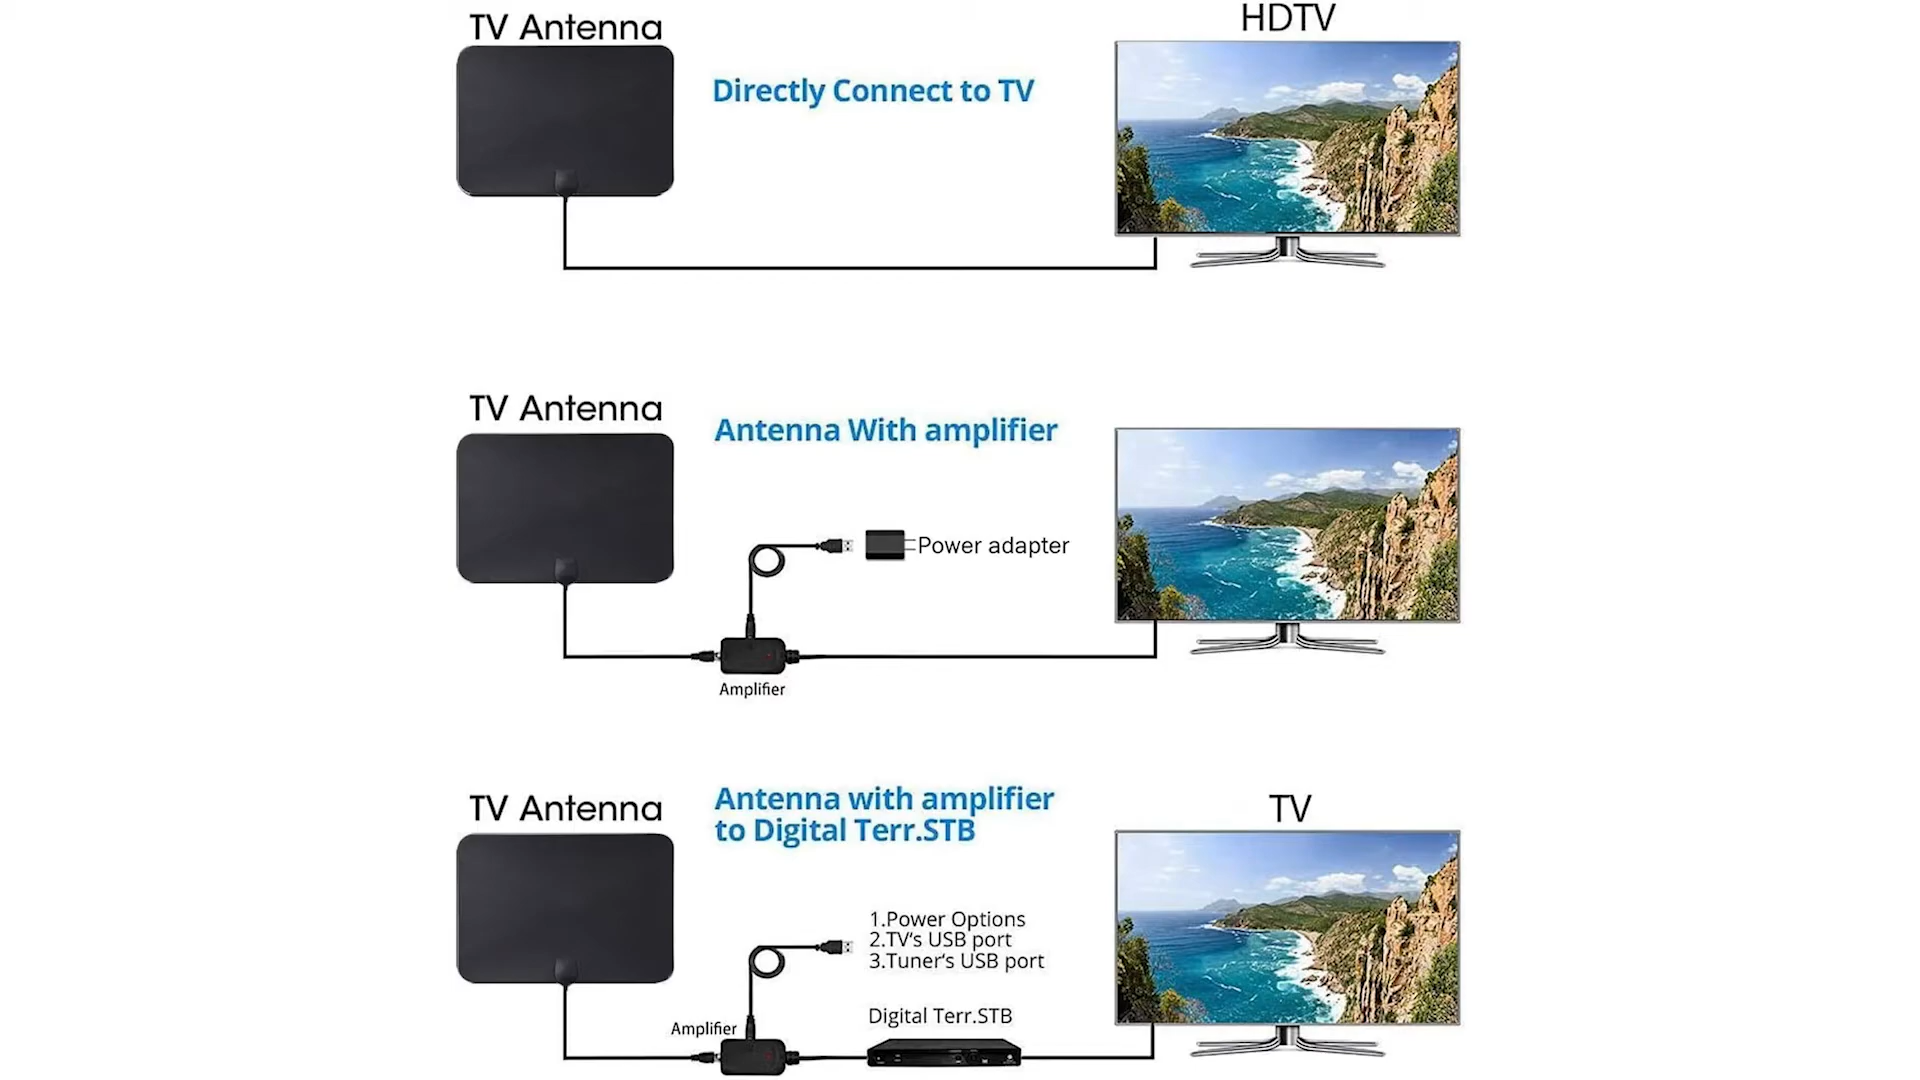 TV Antenna
HDTV
Directly Connect to TV
TV Antenna
Antenna With amplifier
Power adapter
Amplifier
TV Antenna
Antenna with amplifier
to Digital Terr.STB
TV
1.Power Options
2.TV's USB port
3.Tuner's USB port
Digital Terr.STB
Amplifier